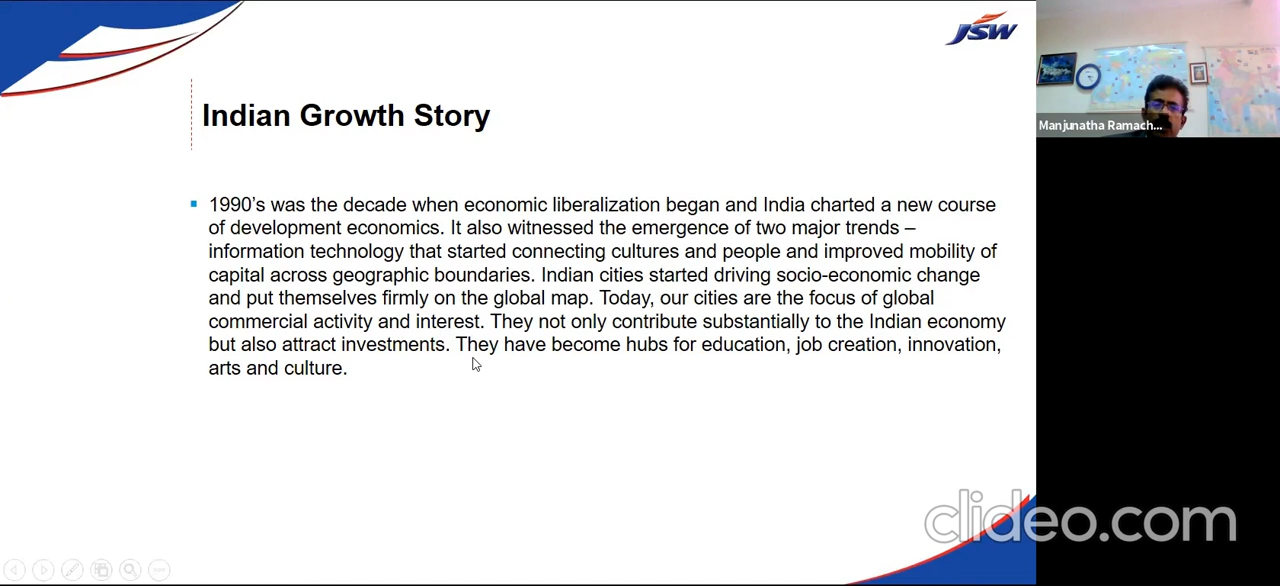 JSW
Manjunatha Ramach...
Indian Growth Story
1990's was the decade when economic liberalization began and India charted a new course
of development economics. It also witnessed the emergence of two major trends –
information technology that started connecting cultures and people and improved mobility of
capital across geographic boundaries. Indian cities started driving socio-economic change
and put themselves firmly on the global map. Today, our cities are the focus of global
commercial activity and interest. They not only contribute substantially to the Indian economy
but also attract investments. They have become hubs for education, job creation, innovation,
arts and culture.
clideo.com